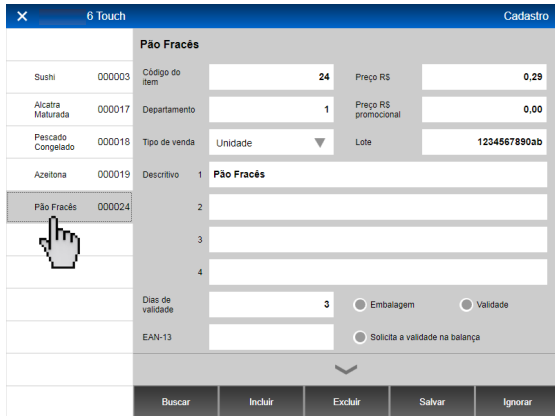 ✕ 6 Touch Cadastro
Pão Fracês
Sushi 000003
Alcatra
Maturada 000017
Pescado
Congelado 000018
Azeitona 000019
Pão Fracês 000024
Código do
item 24
Preço R$ 0,29
Departamento 1
Preço R$
promocional 0,00
Tipo de venda Unidade
Lote 1234567890ab
Descritivo 1 Pão Fracês
2
3
4
Dias de
validade 3
Embalagem
Validade
EAN-13
Solicita a validade na balança
Buscar Incluir Excluir Salvar Ignorar